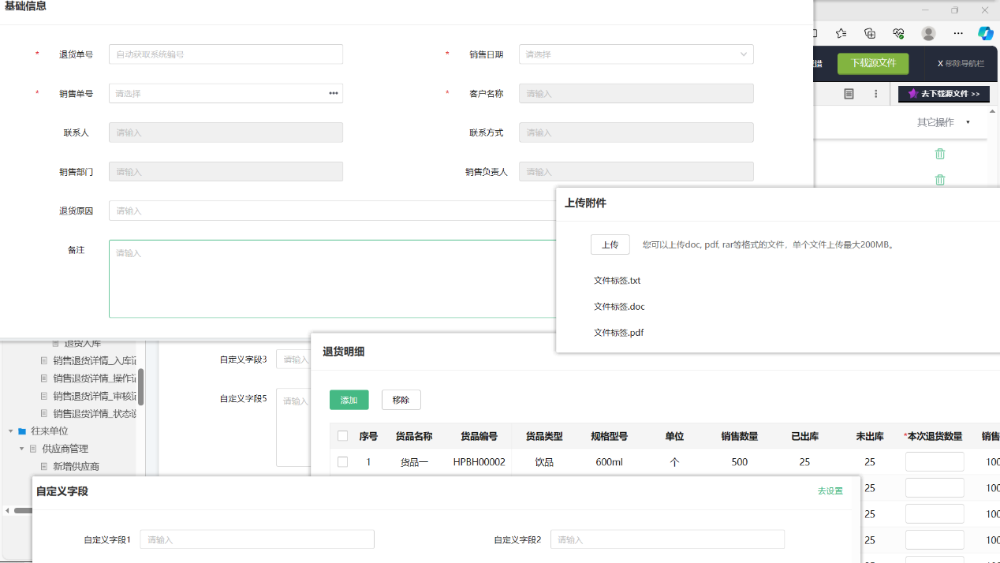 基础信息
* 退货单号 自动获取系统编号 * 销售日期 请选择
* 销售单号 请选择 ••• * 客户名称 请输入
联系人 请输入 联系方式 请输入
销售部门 请输入 销售负责人 请输入
退货原因 请输入
备注 请输入
下载源文件 X 移除导航栏
去下载源文件 >>
其它操作
上传附件
上传 您可以上传doc, pdf, rar等格式的文件，单个文件上传最大200MB。
文件标签.txt
文件标签.doc
文件标签.pdf
退货入库
销售退货详情_入库
销售退货详情_操作
销售退货详情_审核
销售退货详情_状态
往来单位
供应商管理
新增供应商
自定义字段3 请输入
自定义字段5 请输入
退货明细
添加 移除
序号 货品名称 货品编号 货品类型 规格型号 单位 销售数量 已出库 未出库 *本次退货数量 销售
1 货品一 HPBH00002 饮品 600ml 个 500 25 25 100
25 100
25 100
25 100
自定义字段 去设置
自定义字段1 请输入 自定义字段2 请输入